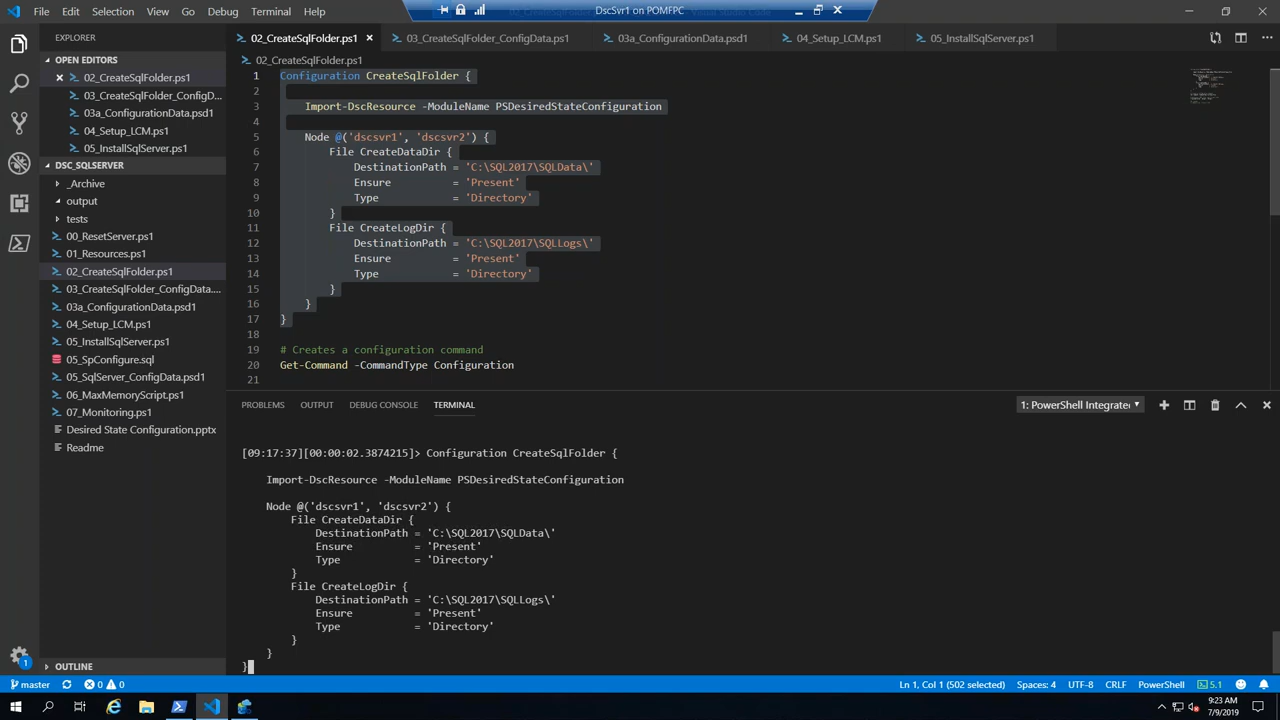 File Edit Selection View Go Debug Terminal Help
DscSvr1 on POMFPC
EXPLORER
OPEN EDITORS
02_CreateSqlFolder.ps1
03_CreateSqlFolder_ConfigD...
03a_ConfigurationData.psd1
04_Setup_LCM.ps1
05_InstallSqlServer.ps1
DSC_SQLSERVER
_Archive
output
tests
00_ResetServer.ps1
01_Resources.ps1
02_CreateSqlFolder.ps1
03_CreateSqlFolder_ConfigData....
03a_ConfigurationData.psd1
04_Setup_LCM.ps1
05_InstallSqlServer.ps1
05_SpConfigure.sql
05_SqlServer_ConfigData.psd1
06_MaxMemoryScript.ps1
07_Monitoring.ps1
Desired State Configuration.pptx
Readme
OUTLINE
02_CreateSqlFolder.ps1 03_CreateSqlFolder_ConfigData.ps1 03a_ConfigurationData.psd1 04_Setup_LCM.ps1 05_InstallSqlServer.ps1
02_CreateSqlFolder.ps1
1 Configuration CreateSqlFolder {
2
3 Import-DscResource -ModuleName PSDesiredStateConfiguration
4
5 Node @('dscsvr1', 'dscsvr2') {
6 File CreateDataDir {
7 DestinationPath = 'C:\SQL2017\SQLData\'
8 Ensure = 'Present'
9 Type = 'Directory'
10 }
11 File CreateLogDir {
12 DestinationPath = 'C:\SQL2017\SQLLogs\'
13 Ensure = 'Present'
14 Type = 'Directory'
15 }
16 }
17 }
18
19 # Creates a configuration command
20 Get-Command -CommandType Configuration
21
PROBLEMS OUTPUT DEBUG CONSOLE TERMINAL
1: PowerShell Integrate
[09:17:37][00:00:02.3874215]> Configuration CreateSqlFolder {
Import-DscResource -ModuleName PSDesiredStateConfiguration
Node @('dscsvr1', 'dscsvr2') {
File CreateDataDir {
DestinationPath = 'C:\SQL2017\SQLData\'
Ensure = 'Present'
Type = 'Directory'
}
File CreateLogDir {
DestinationPath = 'C:\SQL2017\SQLLogs\'
Ensure = 'Present'
Type = 'Directory'
}
}
}
master 0 0 Ln 1, Col 1 (502 selected) Spaces: 4 UTF-8 CRLF PowerShell 5.1
1
9:23 AM
7/9/2019